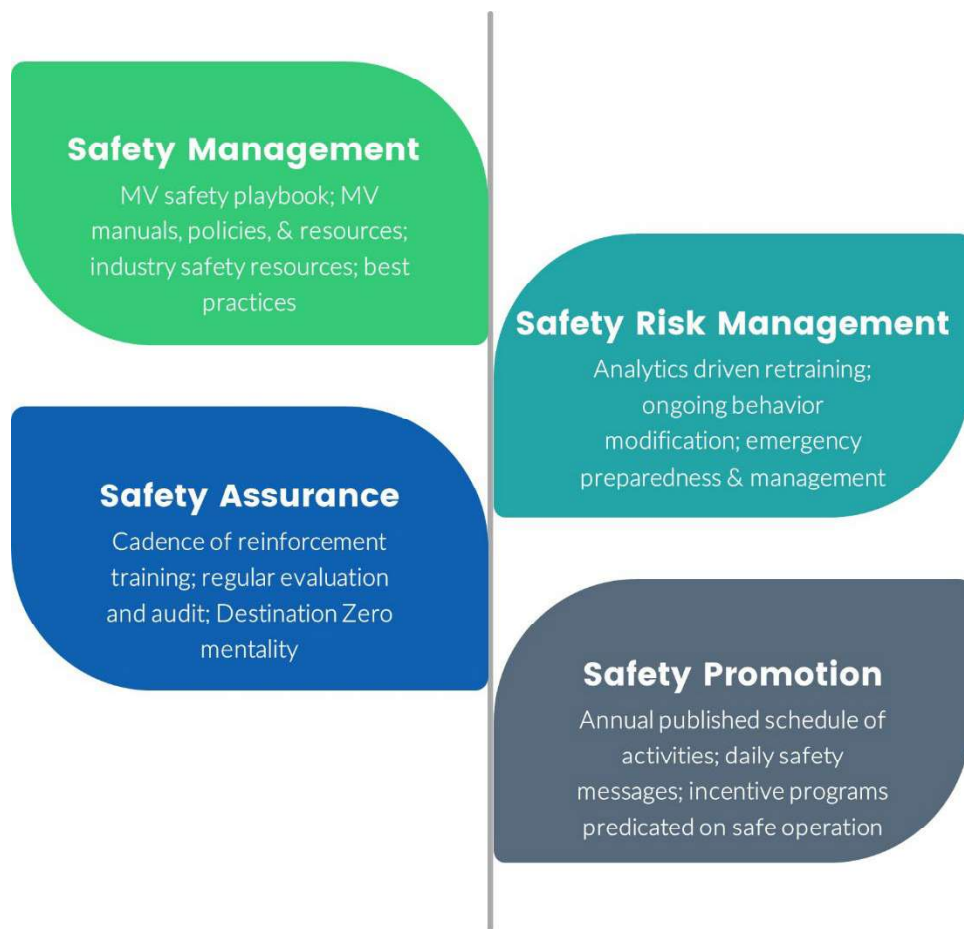 Safety Management
MV safety playbook; MV
manuals, policies, & resources;
industry safety resources; best
practices
Safety Risk Management
Analytics driven retraining;
ongoing behavior
modification; emergency
preparedness & management
Safety Assurance
Cadence of reinforcement
training; regular evaluation
and audit; Destination Zero
mentality
Safety Promotion
Annual published schedule of
activities; daily safety
messages; incentive programs
predicated on safe operation